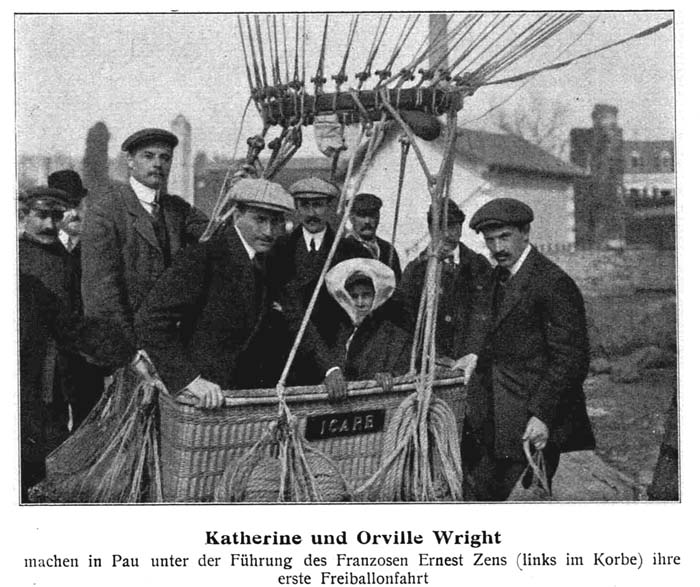 ICARE
Katherine und Orville Wright
machen in Pau unter der Führung des Franzosen Ernest Zens (links im Korbe) ihre
erste Freiballonfahrt